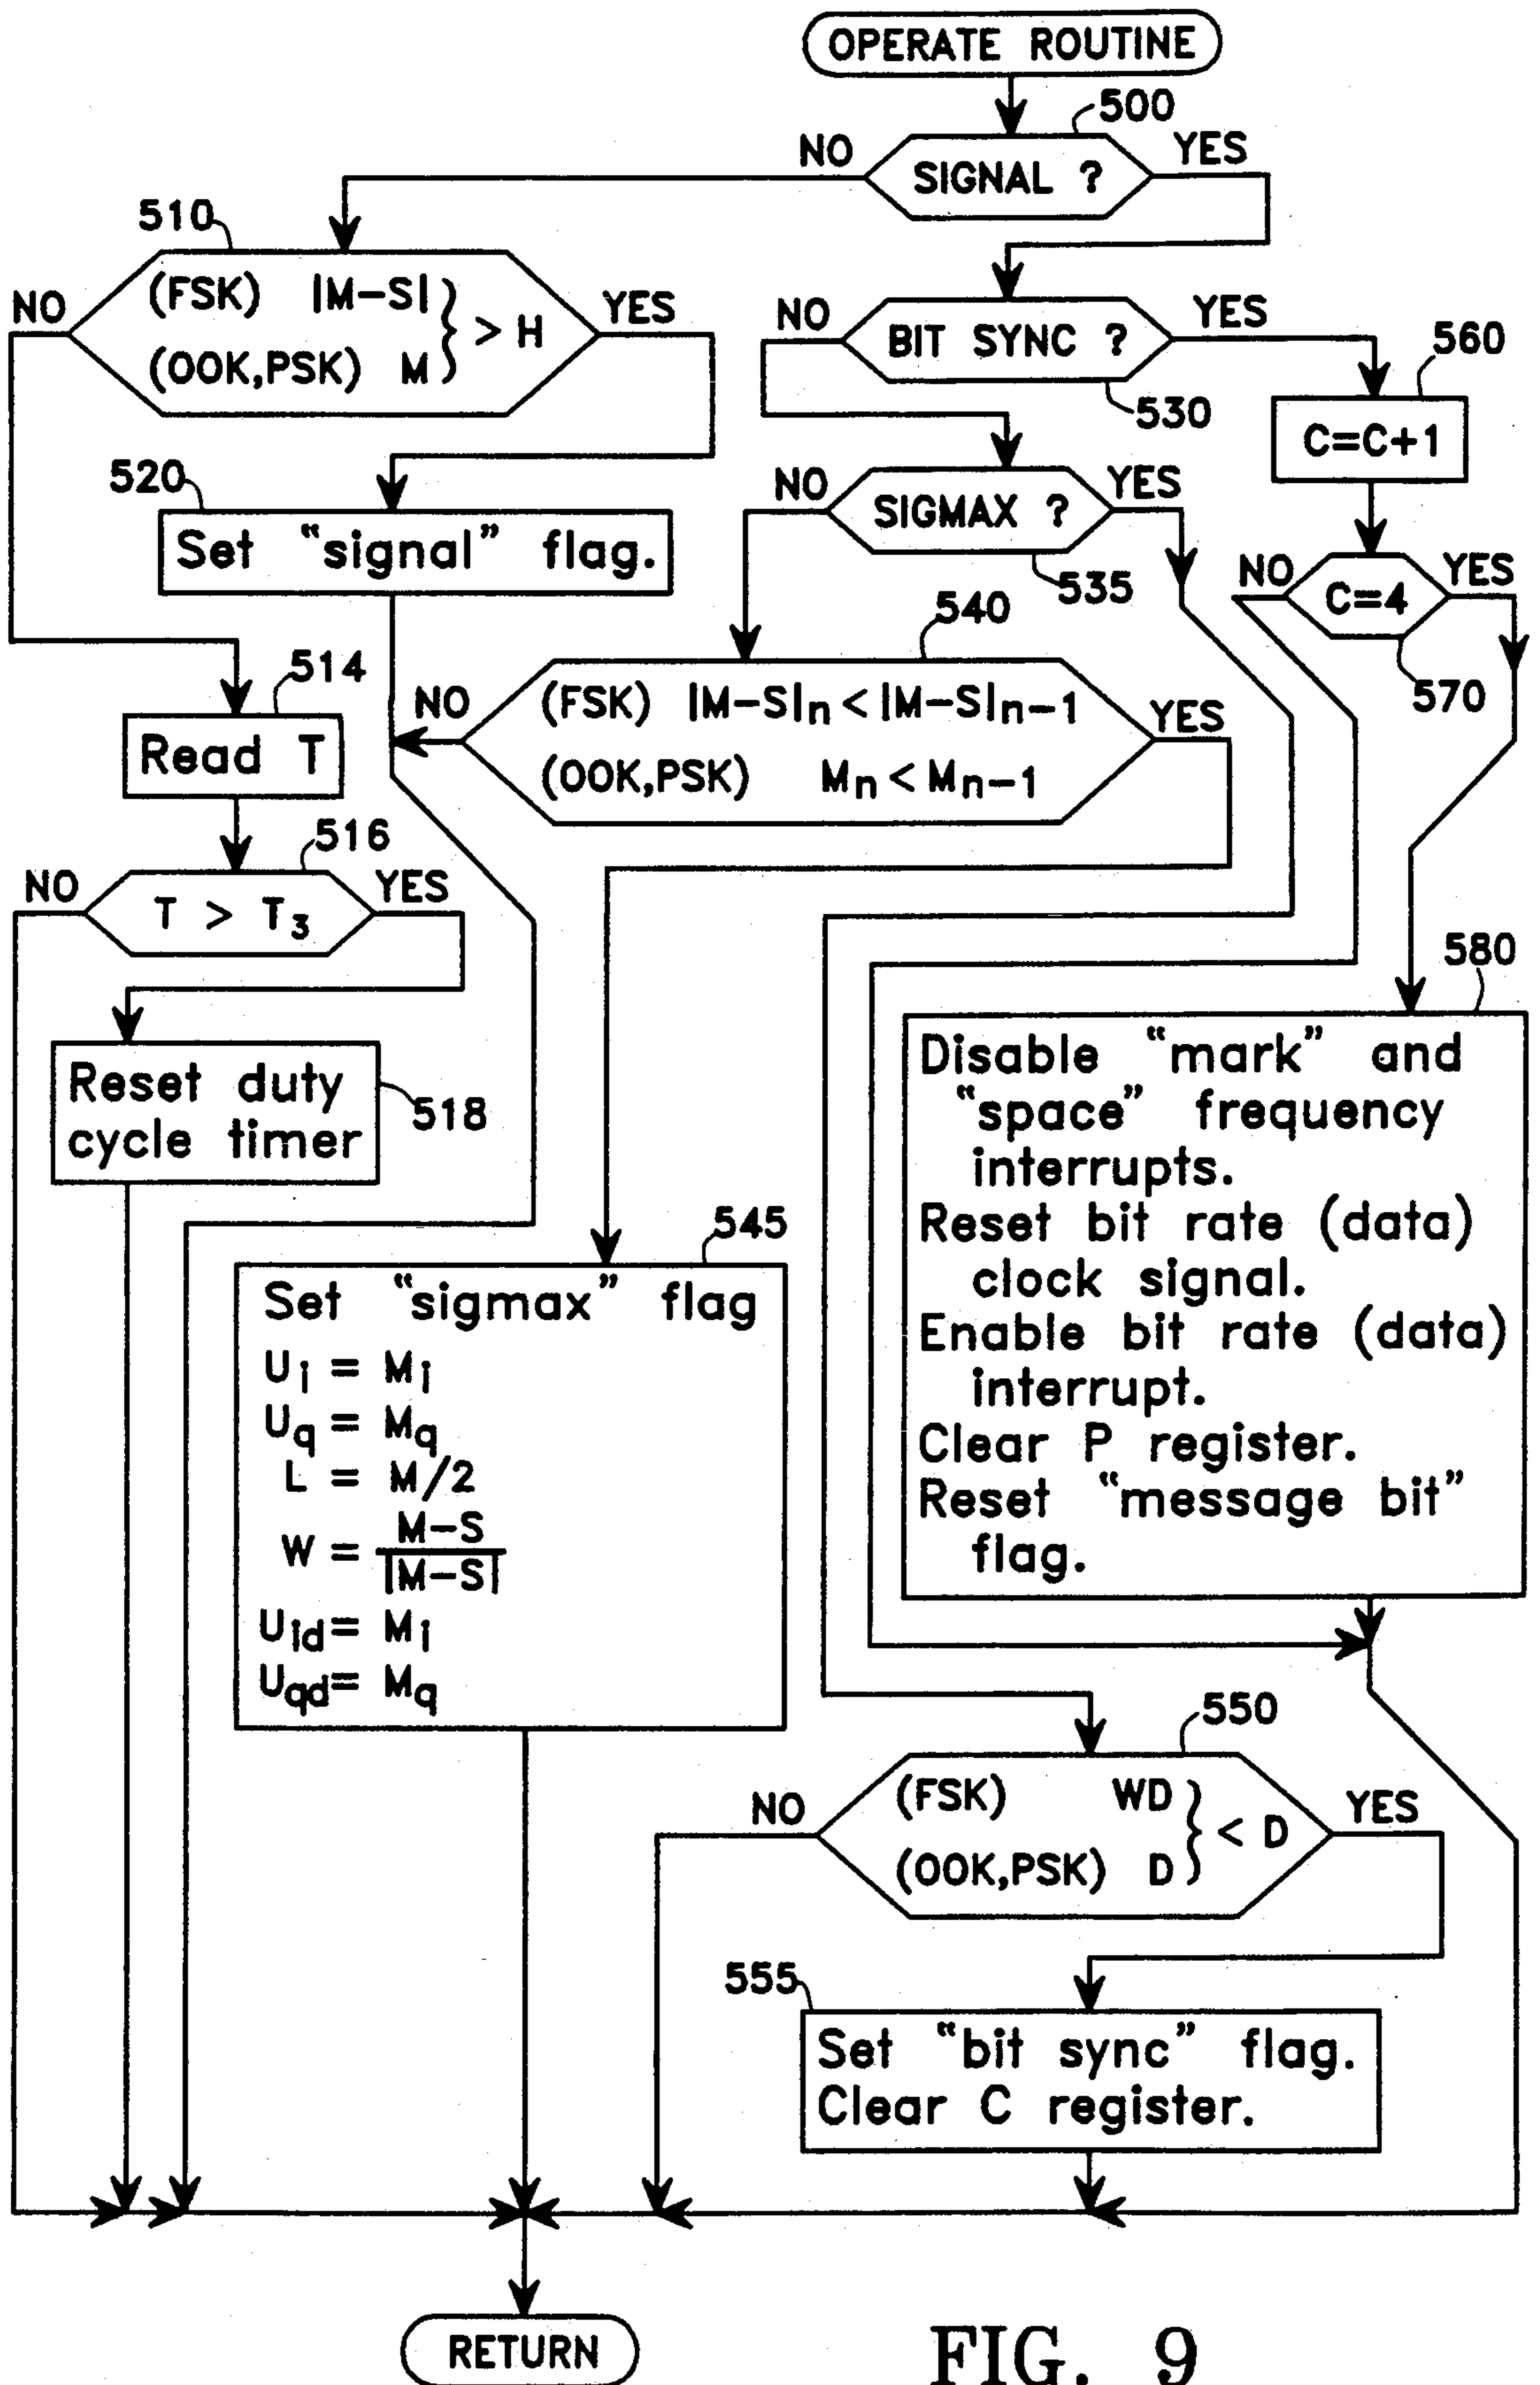 OPERATE ROUTINE
500
NO
SIGNAL ?
YES
510
NO
(FSK) |M-S|
(OOK,PSK) M
} > H
YES
NO
BIT SYNC ?
YES
530
560
C=C+1
520
Set “signal” flag.
NO
SIGMAX ?
YES
535
NO
C=4
YES
570
514
Read T
540
NO
(FSK) |M-S|n < |M-S|n-1
(OOK,PSK) Mn < Mn-1
YES
516
NO
T > T3
YES
518
Reset duty
cycle timer
580
Disable “mark” and
“space” frequency
interrupts.
Reset bit rate (data)
clock signal.
Enable bit rate (data)
interrupt.
Clear P register.
Reset “message bit”
flag.
545
Set “sigmax” flag
Ui = Mi
Uq = Mq
L = M/2
W = M-S
|M-S|
Uid= Mi
Uqd= Mq
550
NO
(FSK) WD
(OOK,PSK) D
} < D
YES
555
Set “bit sync” flag.
Clear C register.
RETURN
FIG. 9